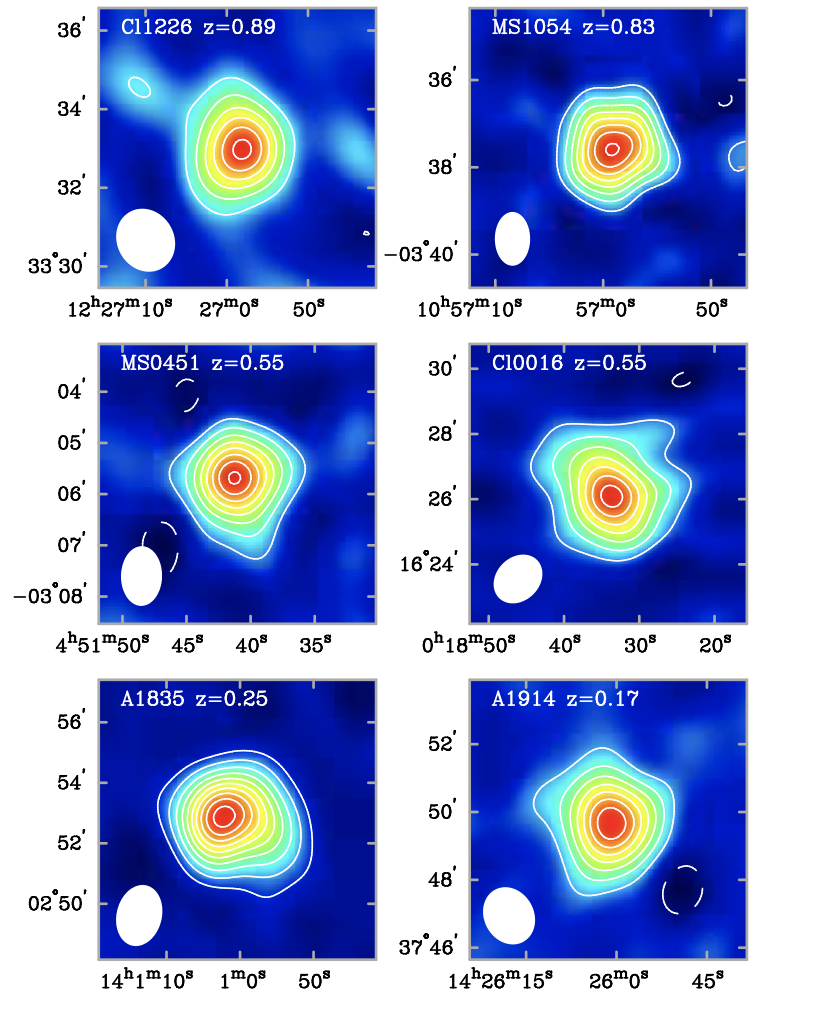 Cl1226 z=0.89
36′
34′
32′
33°30′
12ʰ27ᵐ10ˢ 27ᵐ0ˢ 50ˢ
MS1054 z=0.83
36′
38′
−03°40′
10ʰ57ᵐ10ˢ 57ᵐ0ˢ 50ˢ
MS0451 z=0.55
04′
05′
06′
07′
−03°08′
4ʰ51ᵐ50ˢ 45ˢ 40ˢ 35ˢ
Cl0016 z=0.55
30′
28′
26′
16°24′
0ʰ18ᵐ50ˢ 40ˢ 30ˢ 20ˢ
A1835 z=0.25
56′
54′
52′
02°50′
14ʰ1ᵐ10ˢ 1ᵐ0ˢ 50ˢ
A1914 z=0.17
52′
50′
48′
37°46′
14ʰ26ᵐ15ˢ 26ᵐ0ˢ 45ˢ